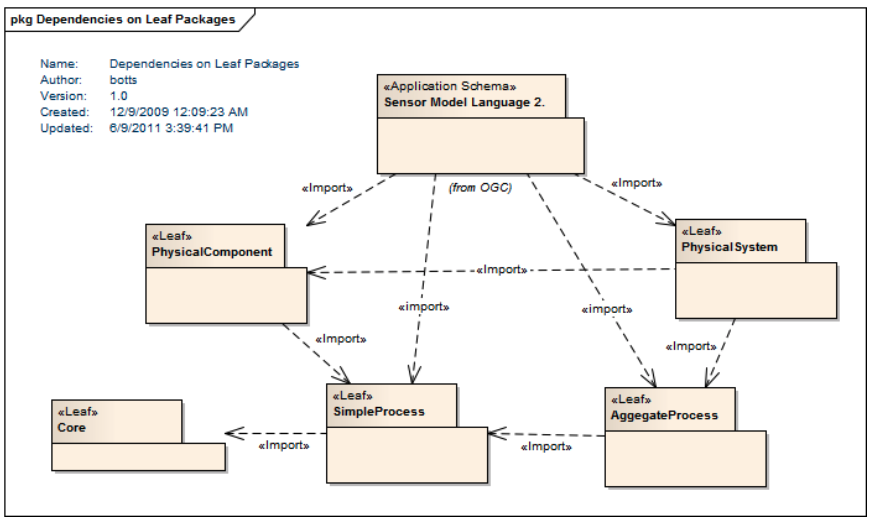 pkg Dependencies on Leaf Packages
Name: Dependencies on Leaf Packages
Author: botts
Version: 1.0
Created: 12/9/2009 12:09:23 AM
Updated: 6/9/2011 3:39:41 PM
«Application Schema»
Sensor Model Language 2.
(from OGC)
«Import»
«Import»
«Leaf»
PhysicalComponent
«Leaf»
PhysicalSystem
«Import»
«import»
«import»
«Import»
«Import»
«Leaf»
Core
«Leaf»
SimpleProcess
«Leaf»
AggegateProcess
«Import»
«Import»